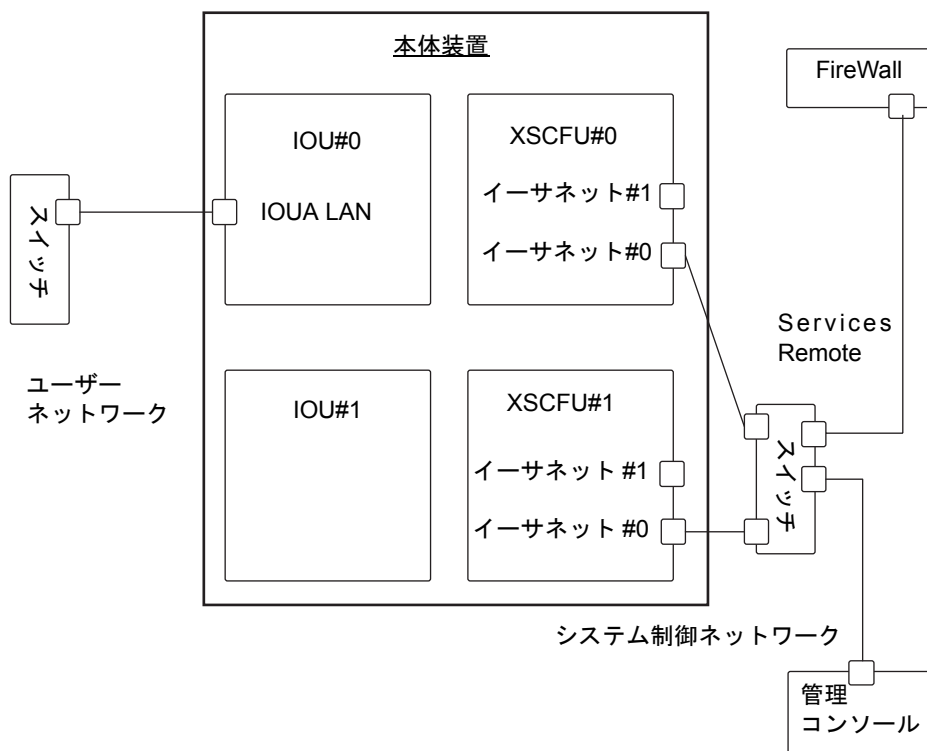 本体装置
FireWall
IOU#0
XSCFU#0
イーサネット#1
スイッチ
IOUA LAN
イーサネット#0
Services
Remote
ユーザー
ネットワーク
IOU#1
XSCFU#1
イーサネット #1
スイッチ
イーサネット #0
システム制御ネットワーク
管理
コンソール